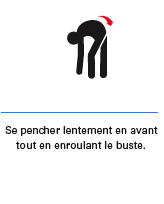 Se pencher lentement en avant
tout en enroulant le buste.